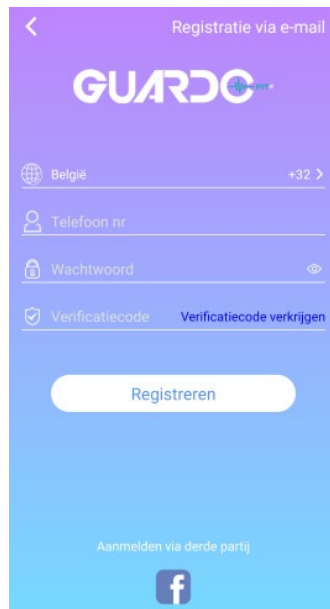 Registratie via e-mail
GUARDO
België +32 >
Telefoon nr
Wachtwoord
Verificatiecode Verificatiecode verkrijgen
Registreren
Aanmelden via derde partij
f